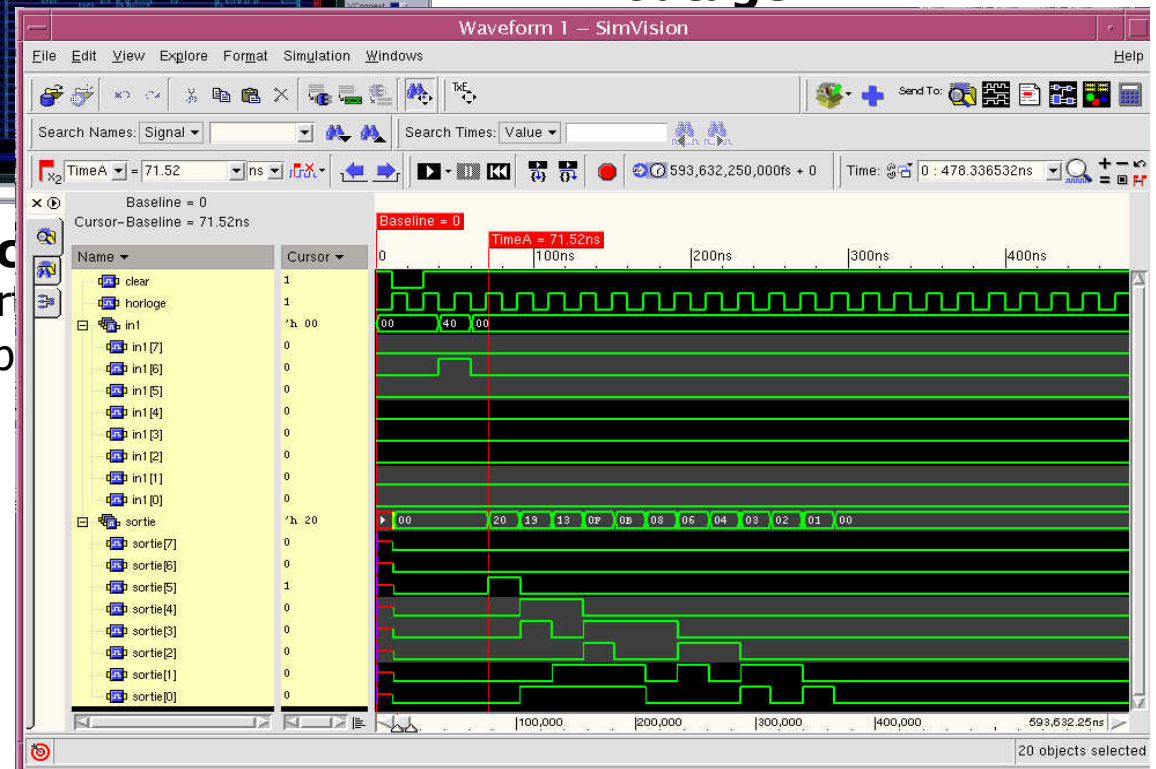 VConnect
Waveform 1 – SimVision
File Edit View Explore Format Simulation Windows Help
TxE
Send To:
Search Names: Signal Search Times: Value
X2 TimeA = 71.52 ns 593,632,250,000fs + 0 Time: 0 : 478.336532ns
Baseline = 0
Cursor-Baseline = 71.52ns
Baseline = 0
TimeA = 71.52ns
Name Cursor 0 100ns 200ns 300ns 400ns
clear 1
horloge 1
in1 'h 00 00 40 00
in1[7] 0
in1[6] 0
in1[5] 0
in1[4] 0
in1[3] 0
in1[2] 0
in1[1] 0
in1[0] 0
sortie 'h 20 00 20 19 13 0F 0B 08 06 04 03 02 01 00
sortie[7] 0
sortie[6] 0
sortie[5] 1
sortie[4] 0
sortie[3] 0
sortie[2] 0
sortie[1] 0
sortie[0] 0
100,000 200,000 300,000 400,000 593,632.25ns
20 objects selected